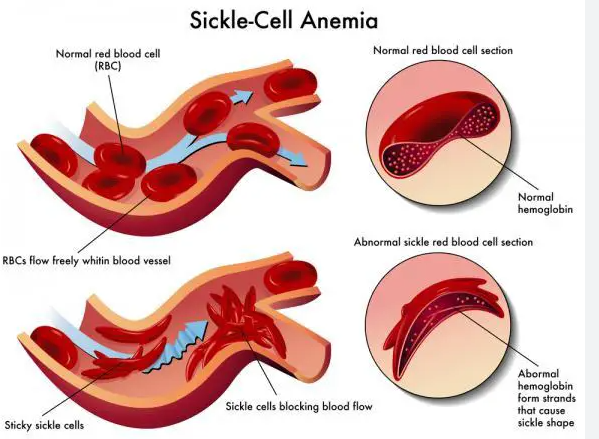 Sickle-Cell Anemia
Normal red blood cell
(RBC)
RBCs flow freely whitin blood vessel
Normal red blood cell section
Normal
hemoglobin
Sticky sickle cells
Sickle cells blocking blood flow
Abnormal sickle red blood cell section
Abormal
hemoglobin
form strands
that cause
sickle shape